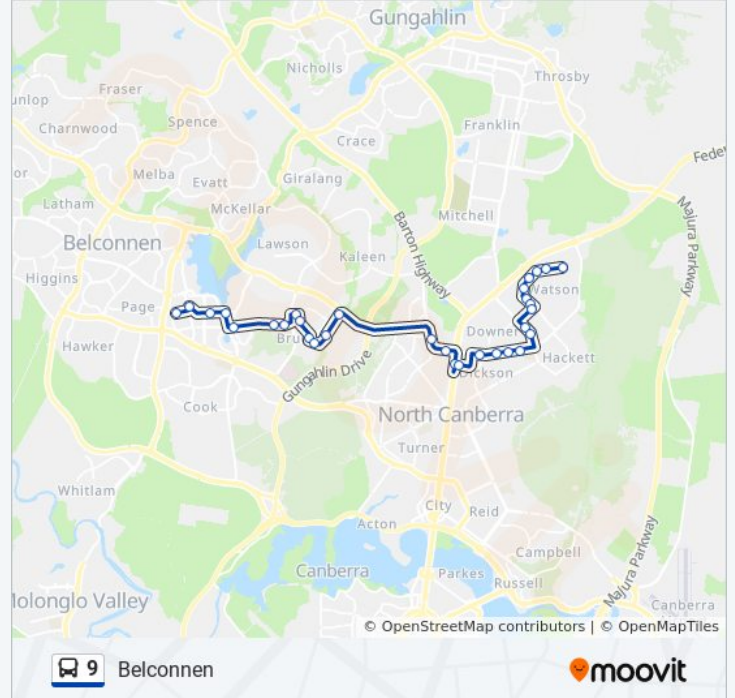 Gungahlin
Nicholls
Throsby
Fraser
unlop
Spence
Charnwood
Franklin
Crace
Feder
or
Melba
Evatt
Giralang
Latham
McKellar
Mitchell
Barton Highway
Majura Parkway
Belconnen
Lawson
Kaleen
Higgins
Watson
Page
Bru
Downer
Hawker
Gungahlin Drive
Hackett
Dickson
Cook
North Canberra
Turner
Whitlam
City
Reid
Acton
Campbell
Majura Parkway
Canberra
Parkes
Russell
Molonglo Valley
Canberra
© OpenStreetMap contributors | © OpenMapTiles
9 Belconnen
moovit